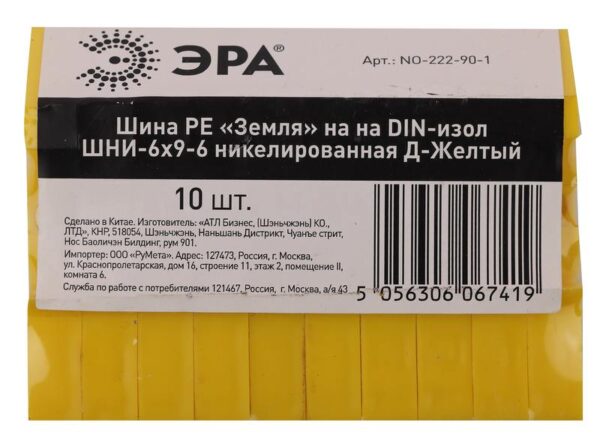 ЭРА®
Арт.: NO-222-90-1
Шина PE «Земля» на на DIN-изол
ШНИ-6х9-6 никелированная Д-Желтый
10 шт.
Сделано в Китае. Изготовитель: «АТЛ Бизнес, (Шэньчжэнь) КО.,
ЛТД», КНР, 518054, Шэньчжэнь, Наньшань Дистрикт, Чуанъе стрит,
Нос Баоличэн Билдинг, рум 901.
Импортер: ООО «РуМета». Адрес: 127473, Россия, г. Москва,
ул. Краснопролетарская, дом 16, строение 11, этаж 2, помещение II,
комната 6.
Служба по работе с потребителями 121467, Россия, г. Москва, а/я 43
5 056306 067419